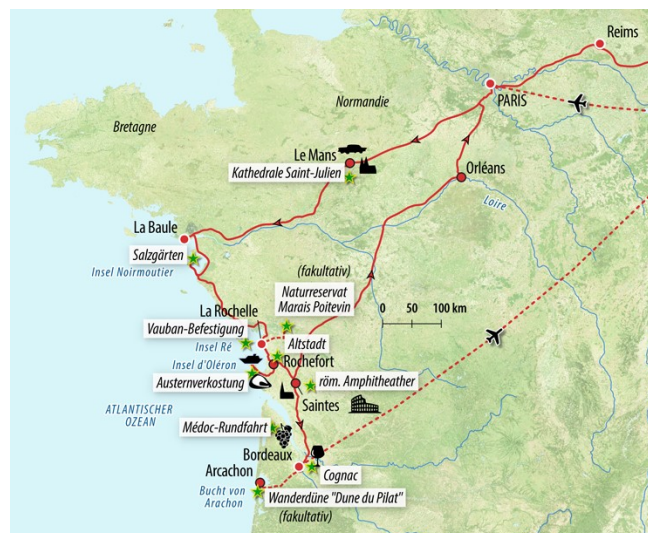 Reims
PARIS
Normandie
Bretagne
Le Mans
Kathedrale Saint-Julien
Orléans
Loire
La Baule
Salzgärten
Insel Noirmoutier
(fakultativ)
Naturreservat
Marais Poitevin
0 50 100 km
La Rochelle
Vauban-Befestigung
Altstadt
Insel Ré
Insel d'Oléron
Rochefort
Austernverkostung
röm. Amphitheather
Saintes
ATLANTISCHER
OZEAN
Médoc-Rundfahrt
Bordeaux
Cognac
Arcachon
Bucht von
Arachon
Wanderdüne "Dune du Pilat"
(fakultativ)